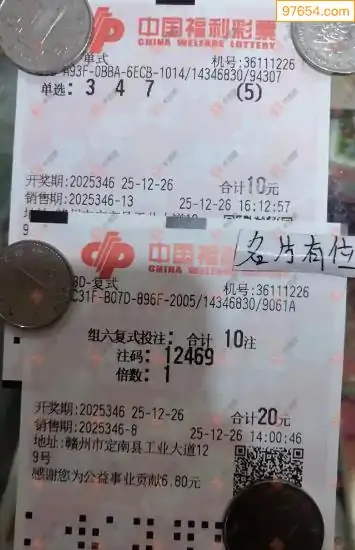 97654.com
中国福利彩票
CHINA WELFARE LOTTERY
单式 机号:36111226
A93F-0BBA-6ECB-1014/14346830/94307
单选: 3 4 7 (5)
开奖期:2025346 25-12-26 合计10元
销售期:2025346-13 25-12-26 16:12:57
中国福
名片有位
3D-复式 机号:36111226
C31F-B07D-896F-2005/14346830/9061A
组六复式投注: 合计 10注
注码: 12469
倍数: 1
开奖期:2025346 25-12-26 合计20元
销售期:2025346-8 25-12-26 14:00:46
地址:赣州市定南县工业大道12
9号
感谢您为公益事业贡献6.80元